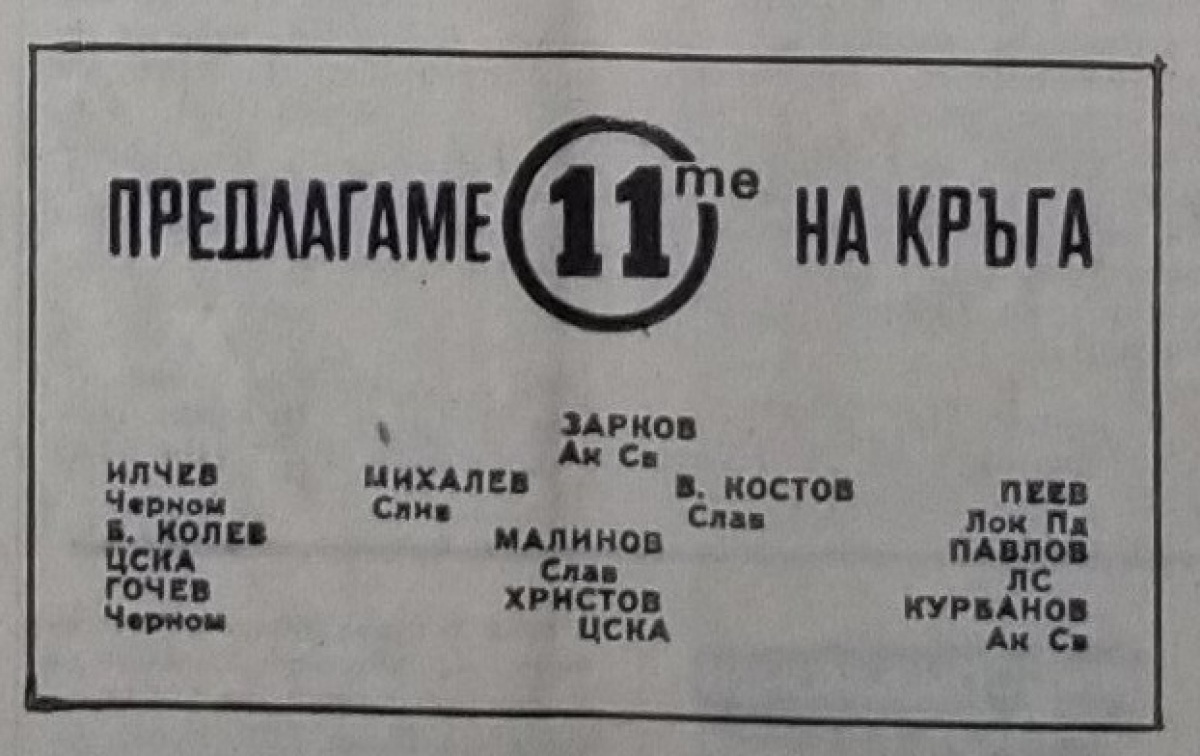 ПРЕДЛАГАМЕ 11те НА КРЪГА
ЗАРКОВ
Ак Св
ИЛЧЕВ МИХАЛЕВ В. КОСТОВ ПЕЕВ
Черном Слив Слав Лок Пд
Б. КОЛЕВ МАЛИНОВ ПАВЛОВ
ЦСКА Слав ЛС
ГОЧЕВ ХРИСТОВ КУРБАНОВ
Черном ЦСКА Ак Св